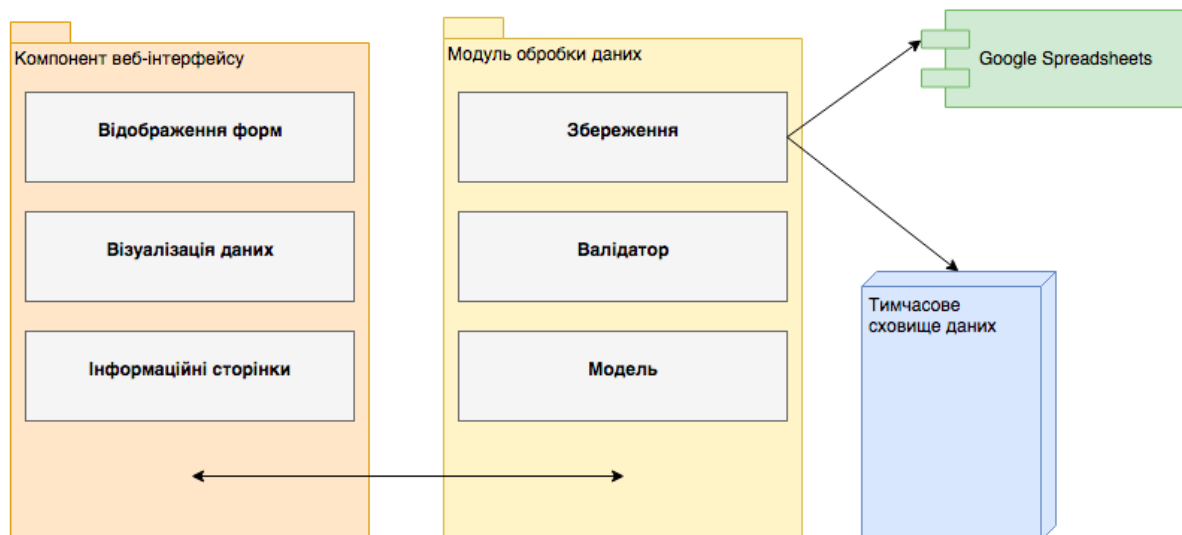 Компонент веб-інтерфейсу
Відображення форм
Візуалізація даних
Інформаційні сторінки
Модуль обробки даних
Збереження
Валідатор
Модель
Google Spreadsheets
Тимчасове
сховище даних